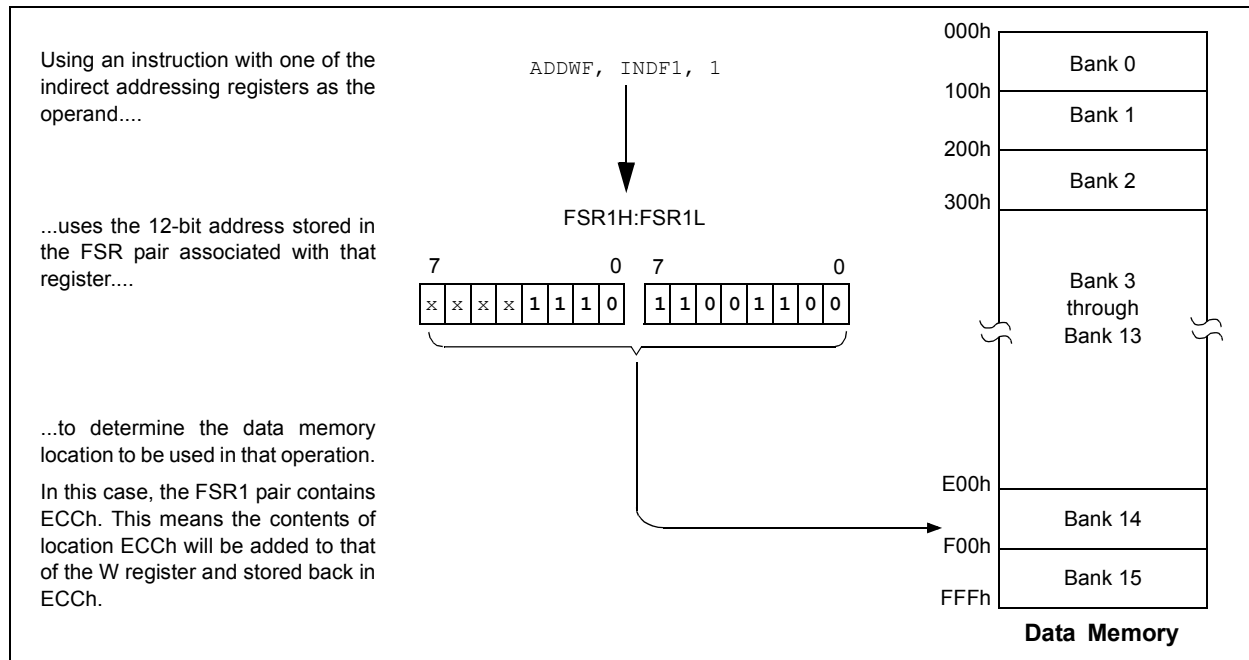 Using an instruction with one of the
indirect addressing registers as the
operand....
ADDWF, INDF1, 1
...uses the 12-bit address stored in
the FSR pair associated with that
register....
FSR1H:FSR1L
7 0 7 0
x x x x 1 1 1 0 1 1 0 0 1 1 0 0
...to determine the data memory
location to be used in that operation.
In this case, the FSR1 pair contains
ECCh. This means the contents of
location ECCh will be added to that
of the W register and stored back in
ECCh.
000h
Bank 0
100h
Bank 1
200h
Bank 2
300h
Bank 3
through
Bank 13
E00h
Bank 14
F00h
Bank 15
FFFh
Data Memory